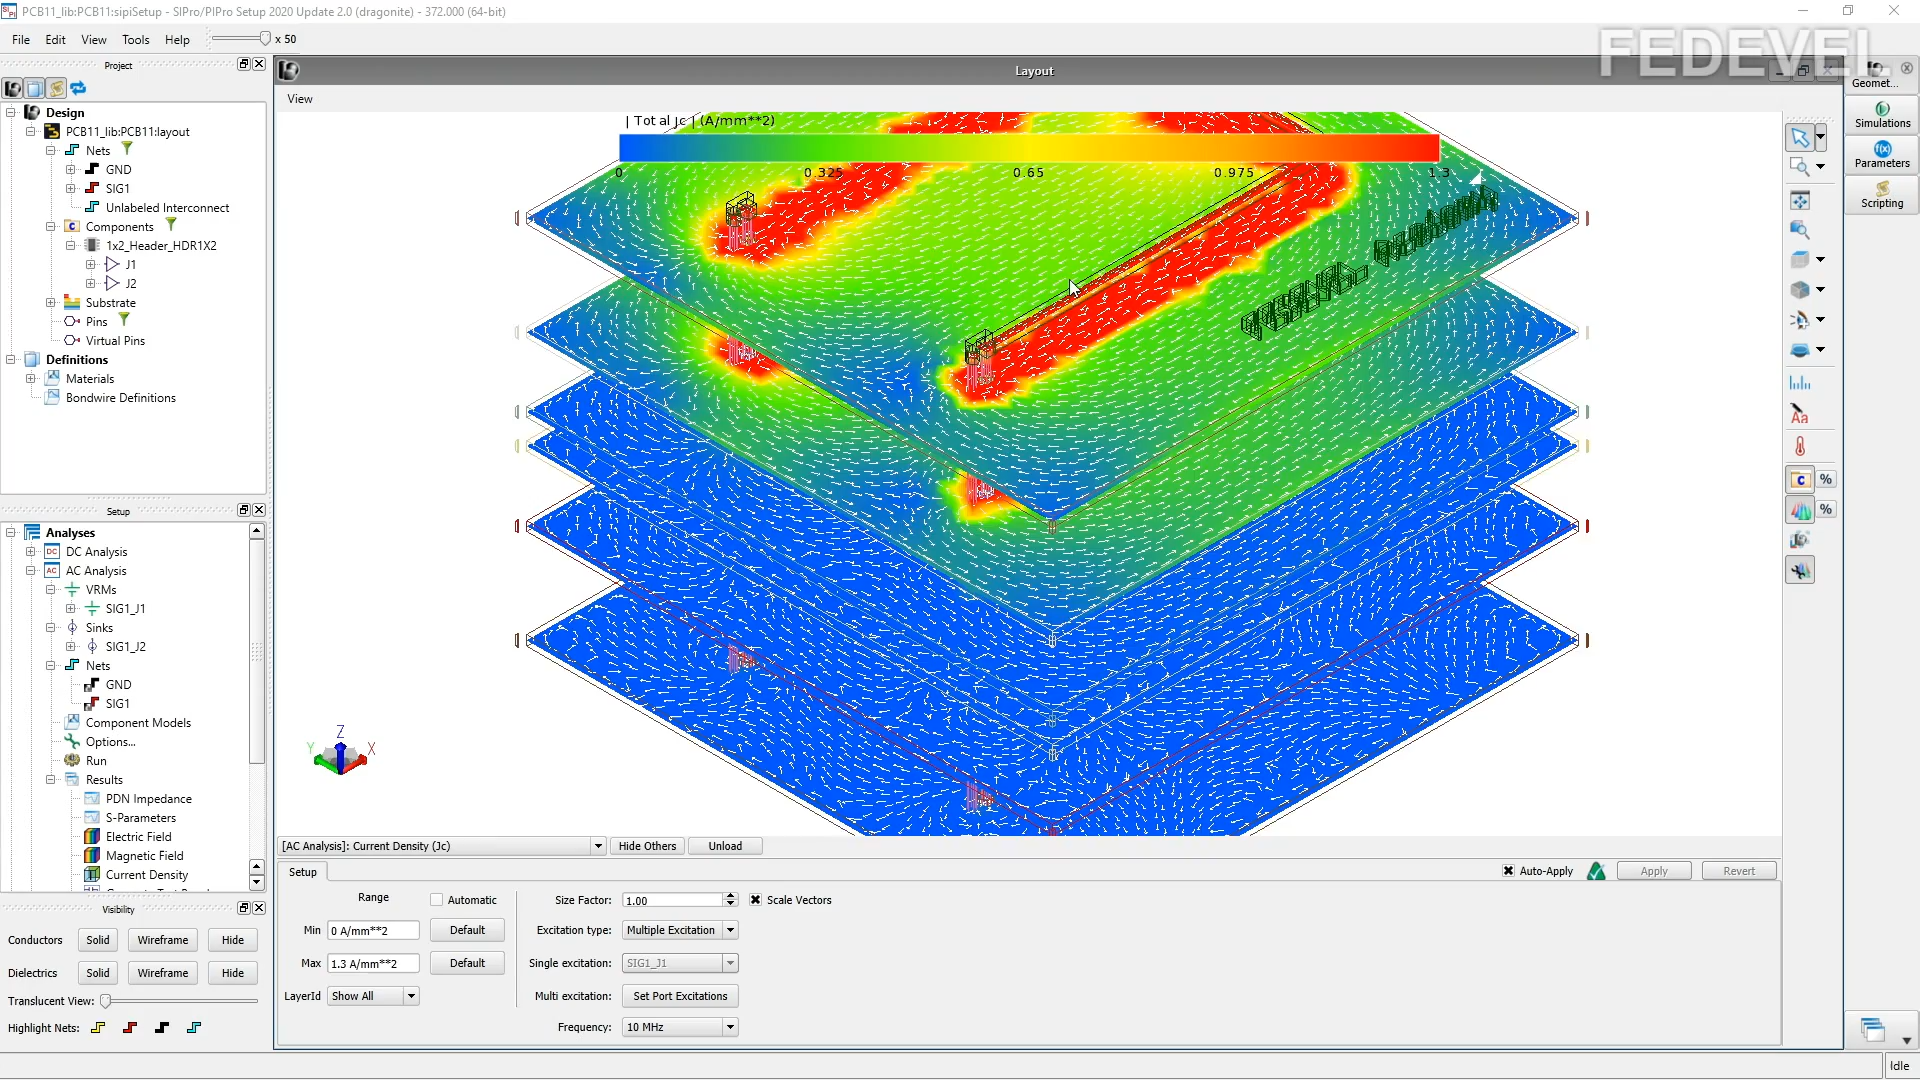 PCB11_lib:PCB11:sipiSetup - SIPro/PIPro Setup 2020 Update 2.0 (dragonite) - 372.000 (64-bit)
File Edit View Tools Help x 50
FEDEVEL
Project
Layout
Geomet...
View
Design
PCB11_lib:PCB11:layout
Nets
GND
SIG1
Unlabeled Interconnect
Components
1x2_Header_HDR1X2
J1
J2
Substrate
Pins
Virtual Pins
Definitions
Materials
Bondwire Definitions
| Total Jc | (A/mm**2)
0 0.325 0.65 0.975 1.3
Simulations
Parameters
Scripting
Setup
Analyses
DC Analysis
AC Analysis
VRMs
SIG1_J1
Sinks
SIG1_J2
Nets
GND
SIG1
Component Models
Options...
Run
Results
PDN Impedance
S-Parameters
Electric Field
Magnetic Field
Current Density
Z
Y
X
Visibility
Conductors Solid Wireframe Hide
Dielectrics Solid Wireframe Hide
Translucent View:
Highlight Nets:
[AC Analysis]: Current Density (Jc) Hide Others Unload
Setup
Auto-Apply Apply Revert
Range Automatic
Min 0 A/mm**2 Default
Max 1.3 A/mm**2 Default
LayerId Show All
Size Factor: 1.00 Scale Vectors
Excitation type: Multiple Excitation
Single excitation: SIG1_J1
Multi excitation: Set Port Excitations
Frequency: 10 MHz
Idle